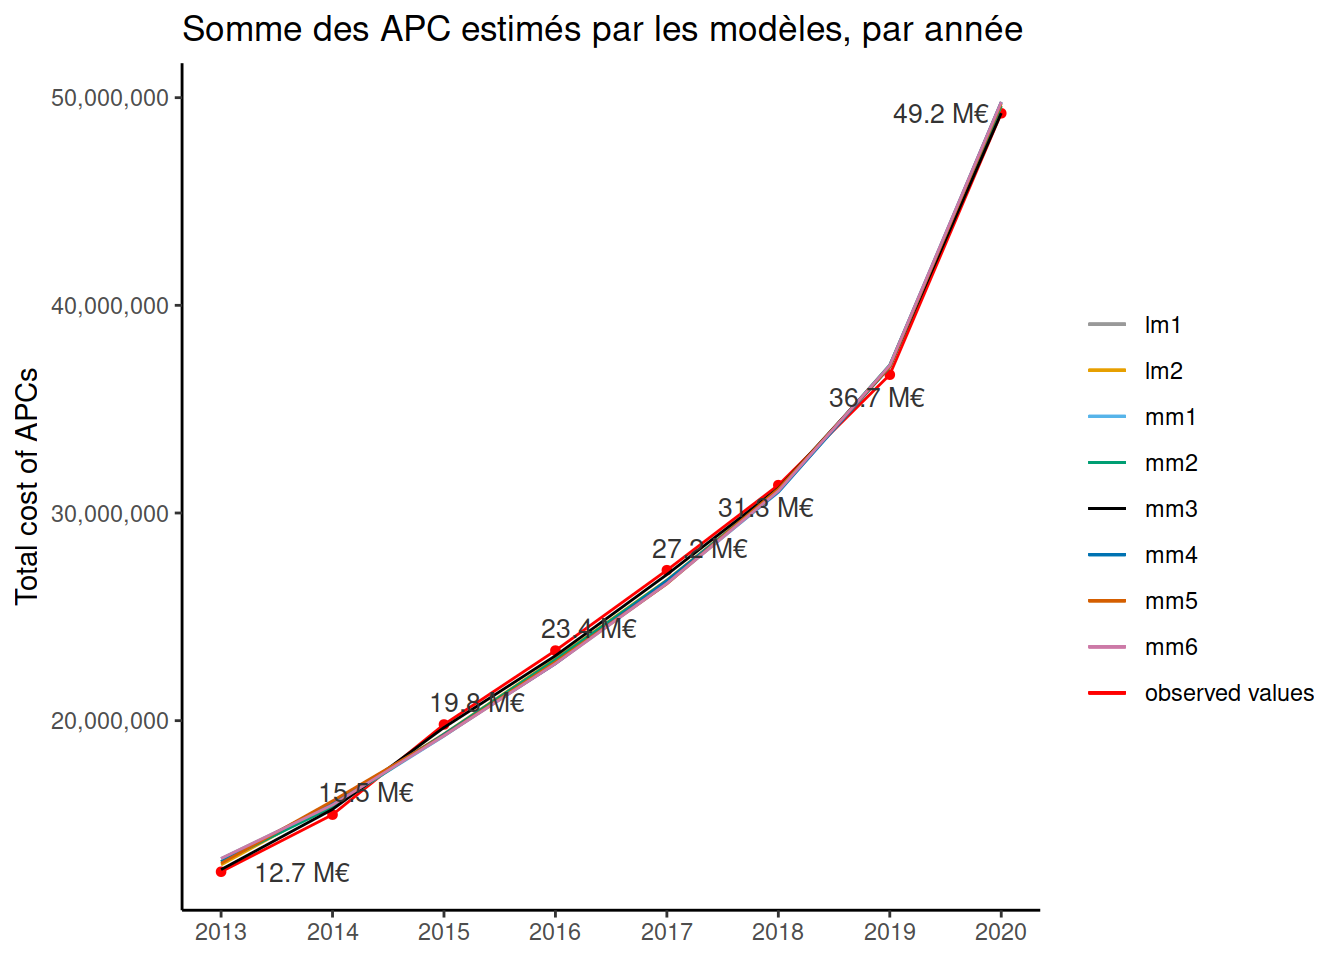 Somme des APC estimés par les modèles, par année
Total cost of APCs
50,000,000
40,000,000
30,000,000
20,000,000
49.2 M€
36.7 M€
31.3 M€
27.2 M€
23.4 M€
19.8 M€
15.5 M€
12.7 M€
2013 2014 2015 2016 2017 2018 2019 2020
lm1
lm2
mm1
mm2
mm3
mm4
mm5
mm6
observed values